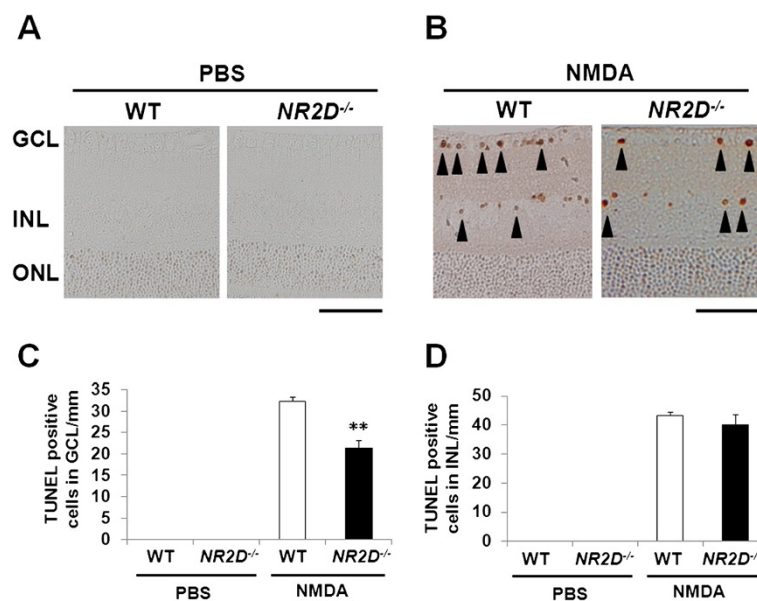 A
B
PBS
NMDA
WT NR2D-/-
WT NR2D-/-
GCL
INL
ONL
C
D
TUNEL positive
cells in GCL/mm
35
30
25
20
15
10
5
0
**
WT NR2D-/- WT NR2D-/-
PBS NMDA
TUNEL positive
cells in INL/mm
50
40
30
20
10
0
WT NR2D-/- WT NR2D-/-
PBS NMDA